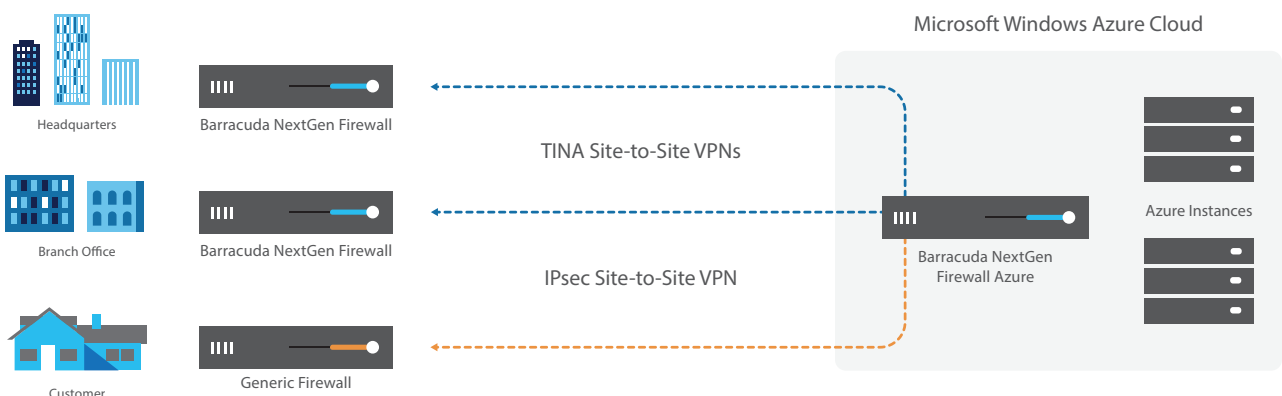 Microsoft Windows Azure Cloud
Headquarters
Barracuda NextGen Firewall
TINA Site-to-Site VPNs
Azure Instances
Branch Office
Barracuda NextGen Firewall
Barracuda NextGen
Firewall Azure
IPsec Site-to-Site VPN
Generic Firewall
Customer